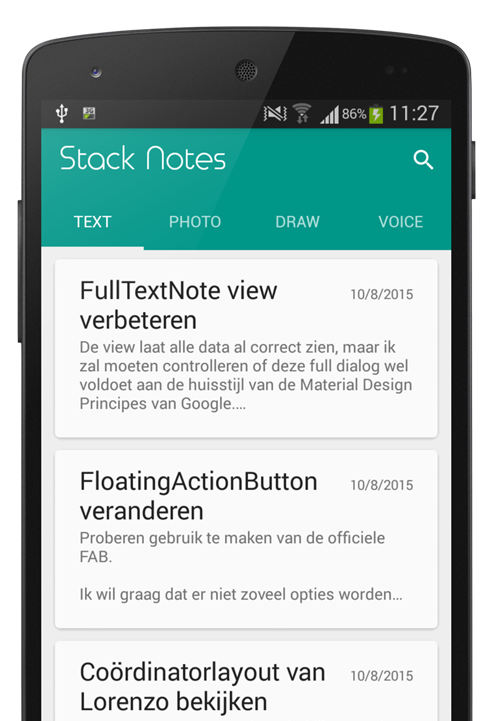 3G
86%
11:27
Stack Notes
TEXT
PHOTO
DRAW
VOICE
FullTextNote view
10/8/2015
verbeteren
De view laat alle data al correct zien, maar ik
zal moeten controlleren of deze full dialog wel
voldoet aan de huisstijl van de Material Design
Principes van Google....
FloatingActionButton
10/8/2015
veranderen
Proberen gebruik te maken van de officiele
FAB.
Ik wil graag dat er niet zoveel opties worden...
Coördinatorlayout van
10/8/2015
Lorenzo bekijken